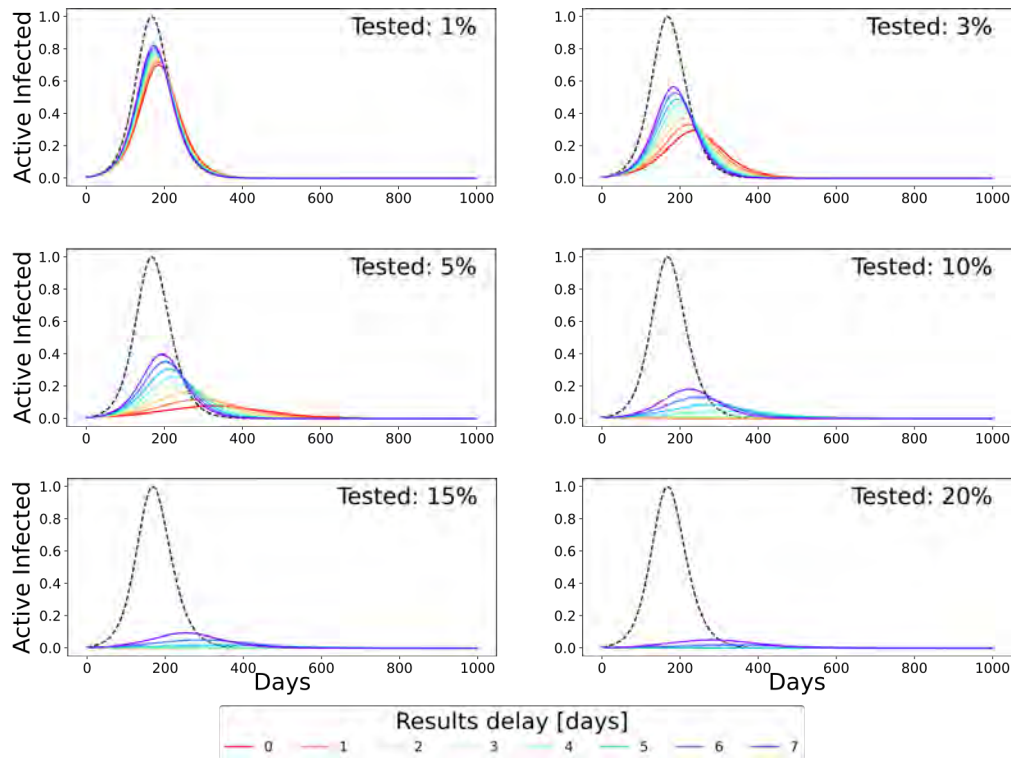 Tested: 1%
Tested: 3%
Active Infected
1.0
0.8
0.6
0.4
0.2
0.0
0 200 400 600 800 1000
1.0
0.8
0.6
0.4
0.2
0.0
0 200 400 600 800 1000
Tested: 5%
Tested: 10%
Active Infected
1.0
0.8
0.6
0.4
0.2
0.0
0 200 400 600 800 1000
1.0
0.8
0.6
0.4
0.2
0.0
0 200 400 600 800 1000
Tested: 15%
Tested: 20%
Active Infected
1.0
0.8
0.6
0.4
0.2
0.0
0 200 400 600 800 1000
Days
1.0
0.8
0.6
0.4
0.2
0.0
0 200 400 600 800 1000
Days
Results delay [days]
0 1 2 3 4 5 6 7